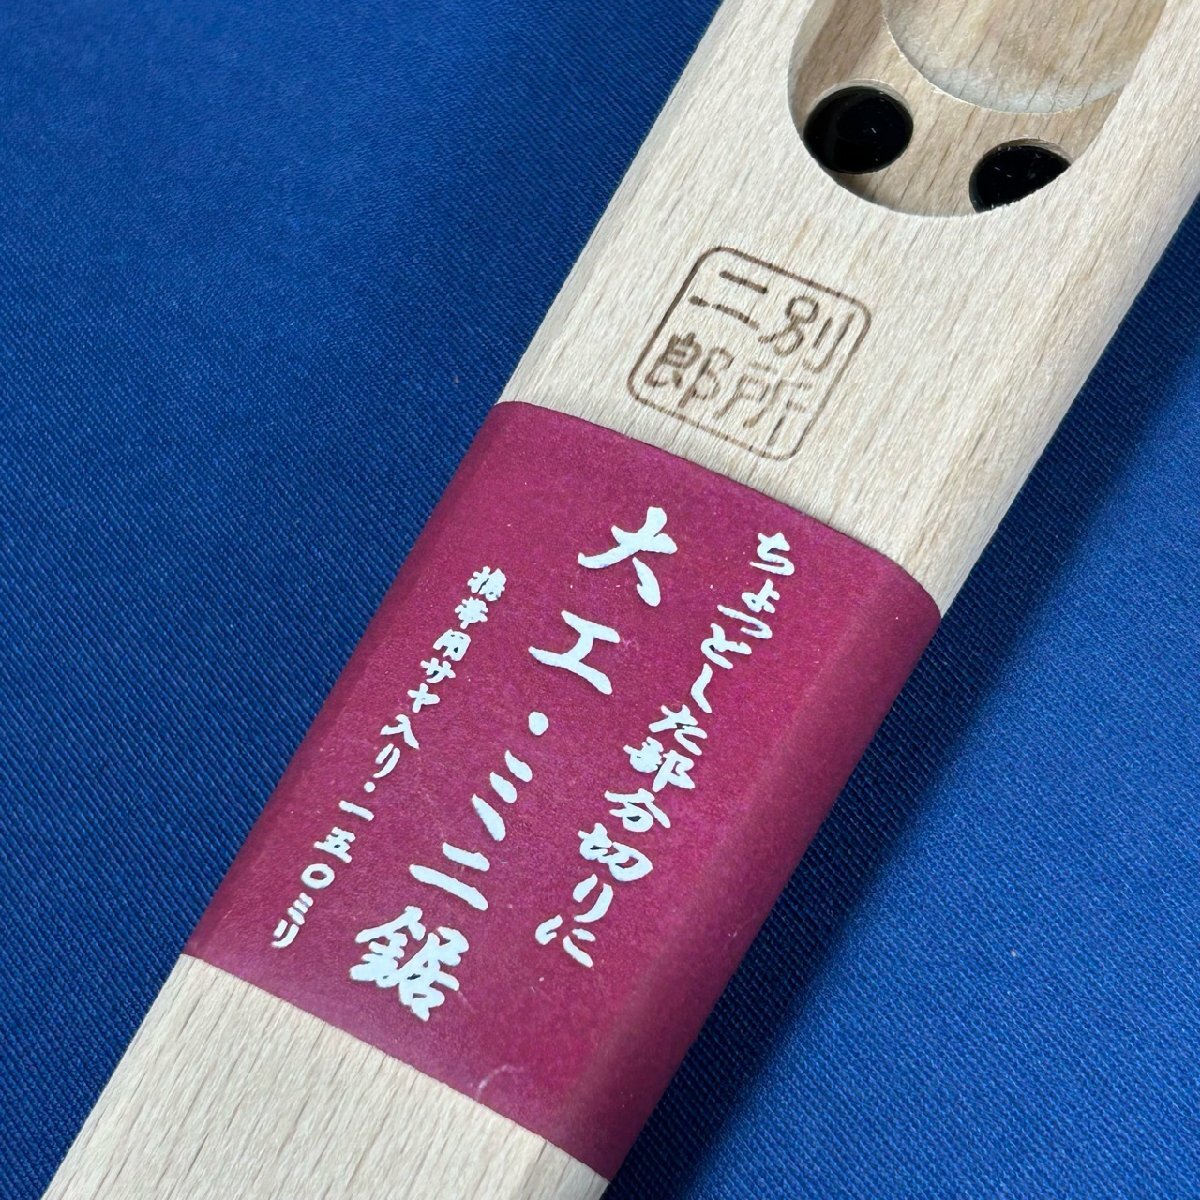 別所
二郎
ちょっとした部分切りに
大工・ミニ鋸
携帯用サヤ入り・一五〇ミリ